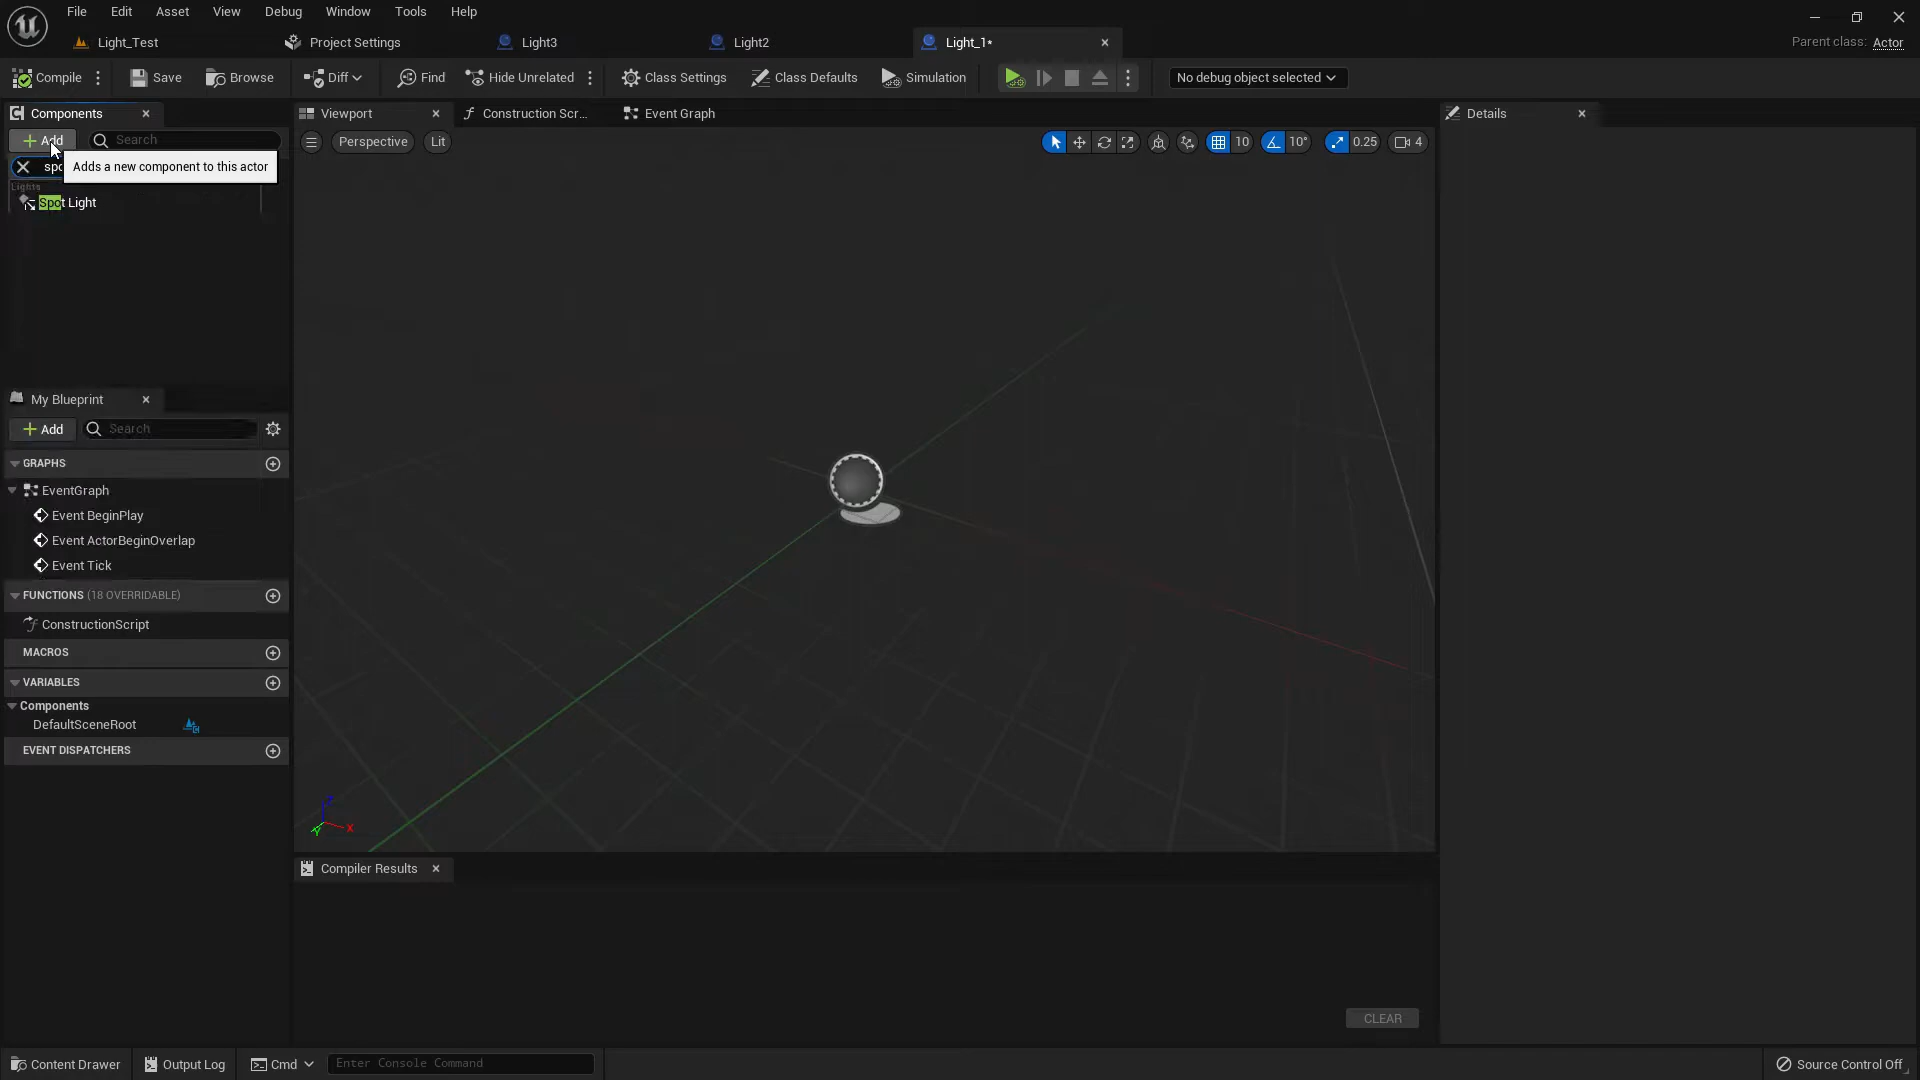 File Edit Asset View Debug Window Tools Help
Light_Test Project Settings Light3 Light2 Light_1* Parent class: Actor
Compile Save Browse Diff Find Hide Unrelated Class Settings Class Defaults Simulation No debug object selected
Components Viewport Construction Scr... Event Graph Details
Add Search Perspective Lit 10 10° 0.25 4
Adds a new component to this actor
Lights
Spot Light
My Blueprint
Add Search
GRAPHS
EventGraph
Event BeginPlay
Event ActorBeginOverlap
Event Tick
FUNCTIONS (18 OVERRIDABLE)
ConstructionScript
MACROS
VARIABLES
Components
DefaultSceneRoot
EVENT DISPATCHERS
Z
X
Y
Compiler Results
CLEAR
Content Drawer Output Log Cmd Enter Console Command Source Control Off